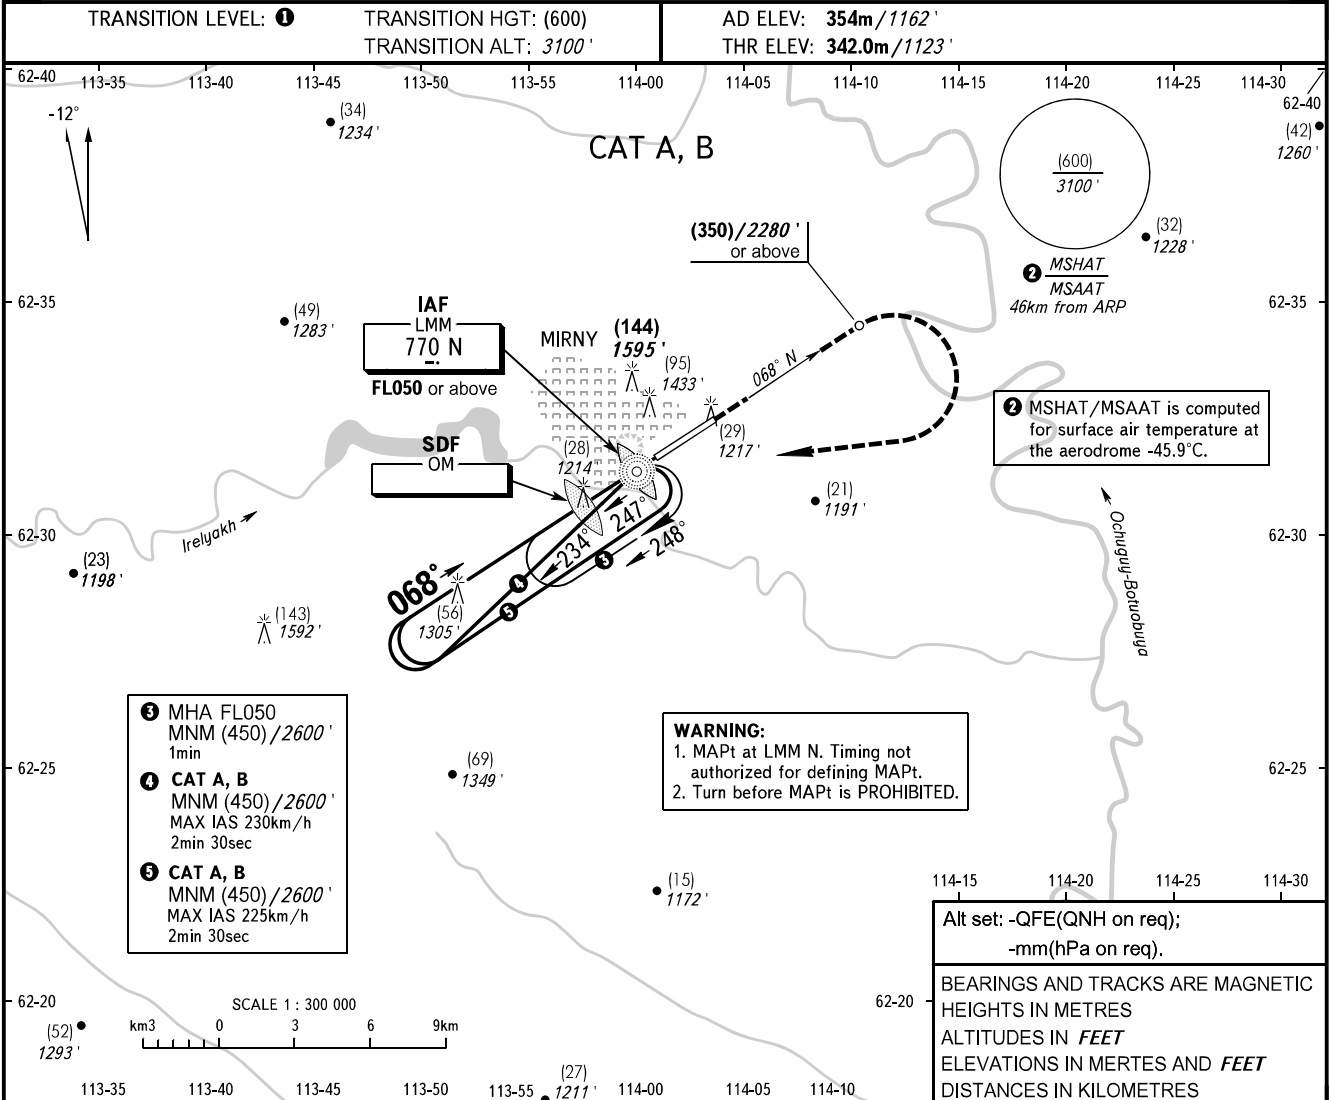 TRANSITION LEVEL: ❶
TRANSITION HGT: (600)
TRANSITION ALT: 3100 '
AD ELEV: 354m/1162 '
THR ELEV: 342.0m/1123 '
62-40
113-35
113-40
113-45
113-50
113-55
114-00
114-05
114-10
114-15
114-20
114-25
114-30
62-40
-12°
(34)
1234 '
CAT A, B
(600)
3100 '
(42)
1260 '
(32)
1228 '
❷ MSHAT
MSAAT
46km from ARP
(350)/2280 '
or above
62-35
62-35
(49)
1283 '
IAF
LMM
770 N
–.
FL050 or above
MIRNY
(144)
1595 '
(95)
1433 '
068° N
(29)
1217 '
❷ MSHAT/MSAAT is computed
for surface air temperature at
the aerodrome -45.9°C.
SDF
OM
(28)
1214 '
(21)
1191 '
247°
234°
248°
068°
❸
❹
❺
Irelyakh
Ochuguy-Botuobuya
62-30
62-30
(23)
1198 '
(56)
1305 '
(143)
1592 '
❸ MHA FL050
MNM (450)/2600 '
1min
❹ CAT A, B
MNM (450)/2600 '
MAX IAS 230km/h
2min 30sec
❺ CAT A, B
MNM (450)/2600 '
MAX IAS 225km/h
2min 30sec
WARNING:
1. MAPt at LMM N. Timing not
authorized for defining MAPt.
2. Turn before MAPt is PROHIBITED.
62-25
62-25
(69)
1349 '
(15)
1172 '
114-15
114-20
114-25
114-30
Alt set: -QFE(QNH on req);
-mm(hPa on req).
BEARINGS AND TRACKS ARE MAGNETIC
HEIGHTS IN METRES
ALTITUDES IN FEET
ELEVATIONS IN MERTES AND FEET
DISTANCES IN KILOMETRES
62-20
62-20
SCALE 1 : 300 000
km3 0 3 6 9km
(52)
1293 '
(27)
1211 '
113-35
113-40
113-45
113-50
113-55
114-00
114-05
114-10